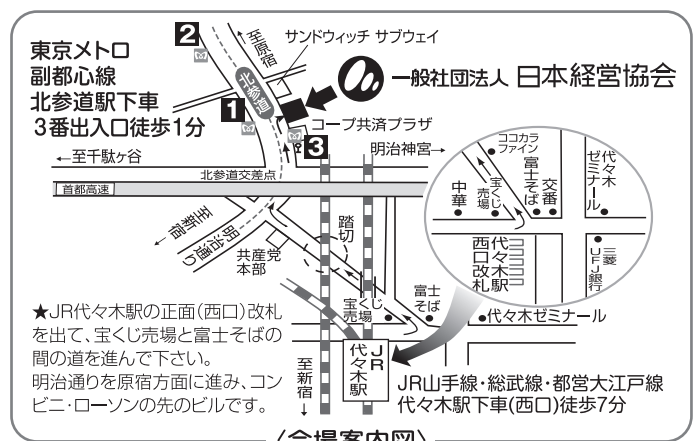 東京メトロ
副都心線
北参道駅下車
3番出入口徒歩1分
2
至原宿
サンドウィッチ サブウェイ
北参道
1
一般社団法人 日本経営協会
コープ共済プラザ
3
←至千駄ヶ谷
明治神宮→
北参道交差点
首都高速
至新宿
明治通り
共産党
本部
踏切
宝くじ
売場
富士
そば
代々木ゼミナール
ココカラ
ファイン
中華
宝くじ
売場
富士そば
交番
代々木
ゼミナール
代々木駅
西口改札
三菱
UFJ銀行
★JR代々木駅の正面(西口)改札
を出て、宝くじ売場と富士そばの
間の道を進んで下さい。
明治通りを原宿方面に進み、コン
ビニ・ローソンの先のビルです。
至新宿
JR
代々木駅
JR山手線・総武線・都営大江戸線
代々木駅下車(西口)徒歩7分
〈会場案内図〉